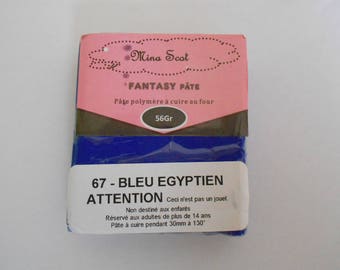 Mina Scot
FANTASY PÂTE
Pâte polymère à cuire au four
56Gr
67 - BLEU EGYPTIEN
ATTENTION Ceci n'est pas un jouet
Non destiné aux enfants
Réservé aux adultes de plus de 14 ans
Pâte à cuire pendant 30mm à 130°